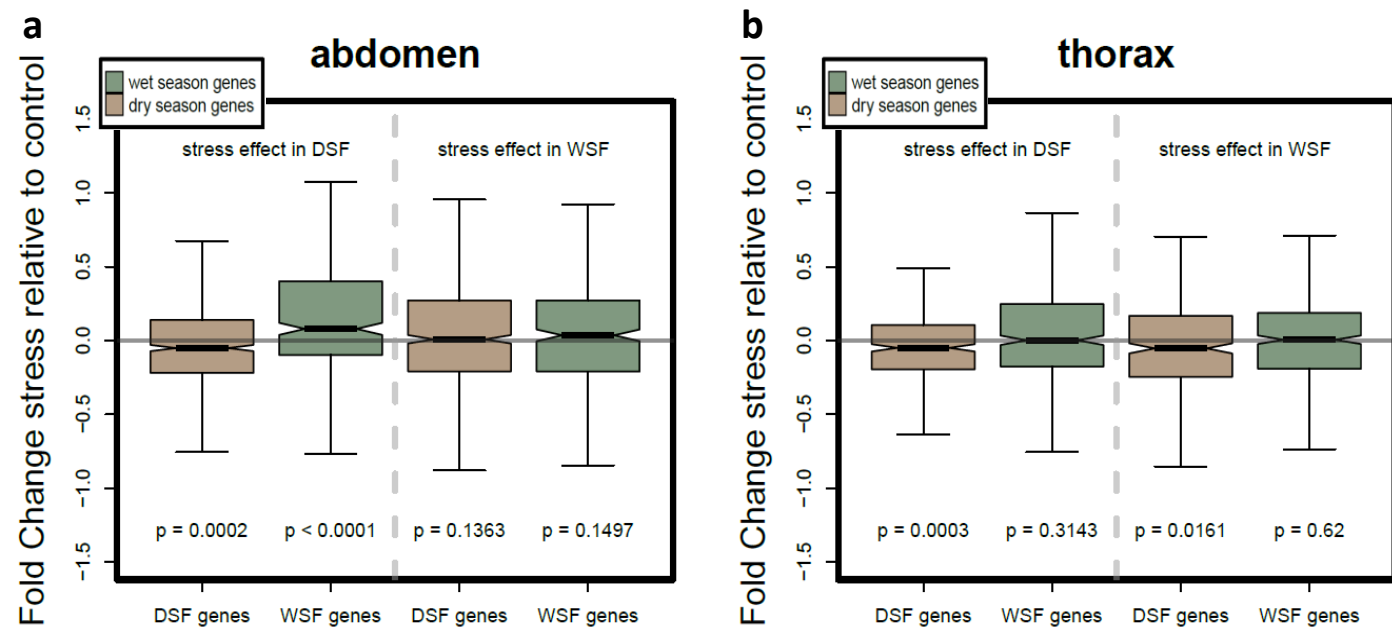 a
abdomen
Fold Change stress relative to control
wet season genes
dry season genes
stress effect in DSF
stress effect in WSF
1.5
1.0
0.5
0.0
−0.5
−1.0
−1.5
p = 0.0002
p < 0.0001
p = 0.1363
p = 0.1497
DSF genes
WSF genes
DSF genes
WSF genes
b
thorax
Fold Change stress relative to control
wet season genes
dry season genes
stress effect in DSF
stress effect in WSF
1.5
1.0
0.5
0.0
−0.5
−1.0
−1.5
p = 0.0003
p = 0.3143
p = 0.0161
p = 0.62
DSF genes
WSF genes
DSF genes
WSF genes